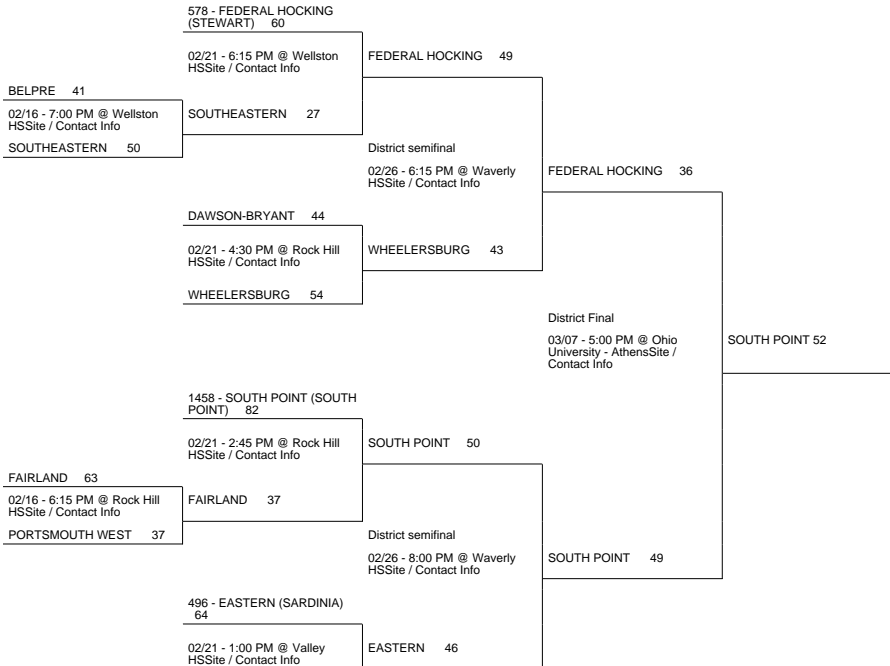 578 - FEDERAL HOCKING
(STEWART) 60
02/21 - 6:15 PM @ Wellston
HSSite / Contact Info
FEDERAL HOCKING 49
BELPRE 41
02/16 - 7:00 PM @ Wellston
HSSite / Contact Info
SOUTHEASTERN 27
SOUTHEASTERN 50
District semifinal
02/26 - 6:15 PM @ Waverly
HSSite / Contact Info
FEDERAL HOCKING 36
DAWSON-BRYANT 44
02/21 - 4:30 PM @ Rock Hill
HSSite / Contact Info
WHEELERSBURG 43
WHEELERSBURG 54
District Final
03/07 - 5:00 PM @ Ohio
University - AthensSite /
Contact Info
SOUTH POINT 52
1458 - SOUTH POINT (SOUTH
POINT) 82
02/21 - 2:45 PM @ Rock Hill
HSSite / Contact Info
SOUTH POINT 50
FAIRLAND 63
02/16 - 6:15 PM @ Rock Hill
HSSite / Contact Info
FAIRLAND 37
PORTSMOUTH WEST 37
District semifinal
02/26 - 8:00 PM @ Waverly
HSSite / Contact Info
SOUTH POINT 49
496 - EASTERN (SARDINIA)
64
02/21 - 1:00 PM @ Valley
HSSite / Contact Info
EASTERN 46